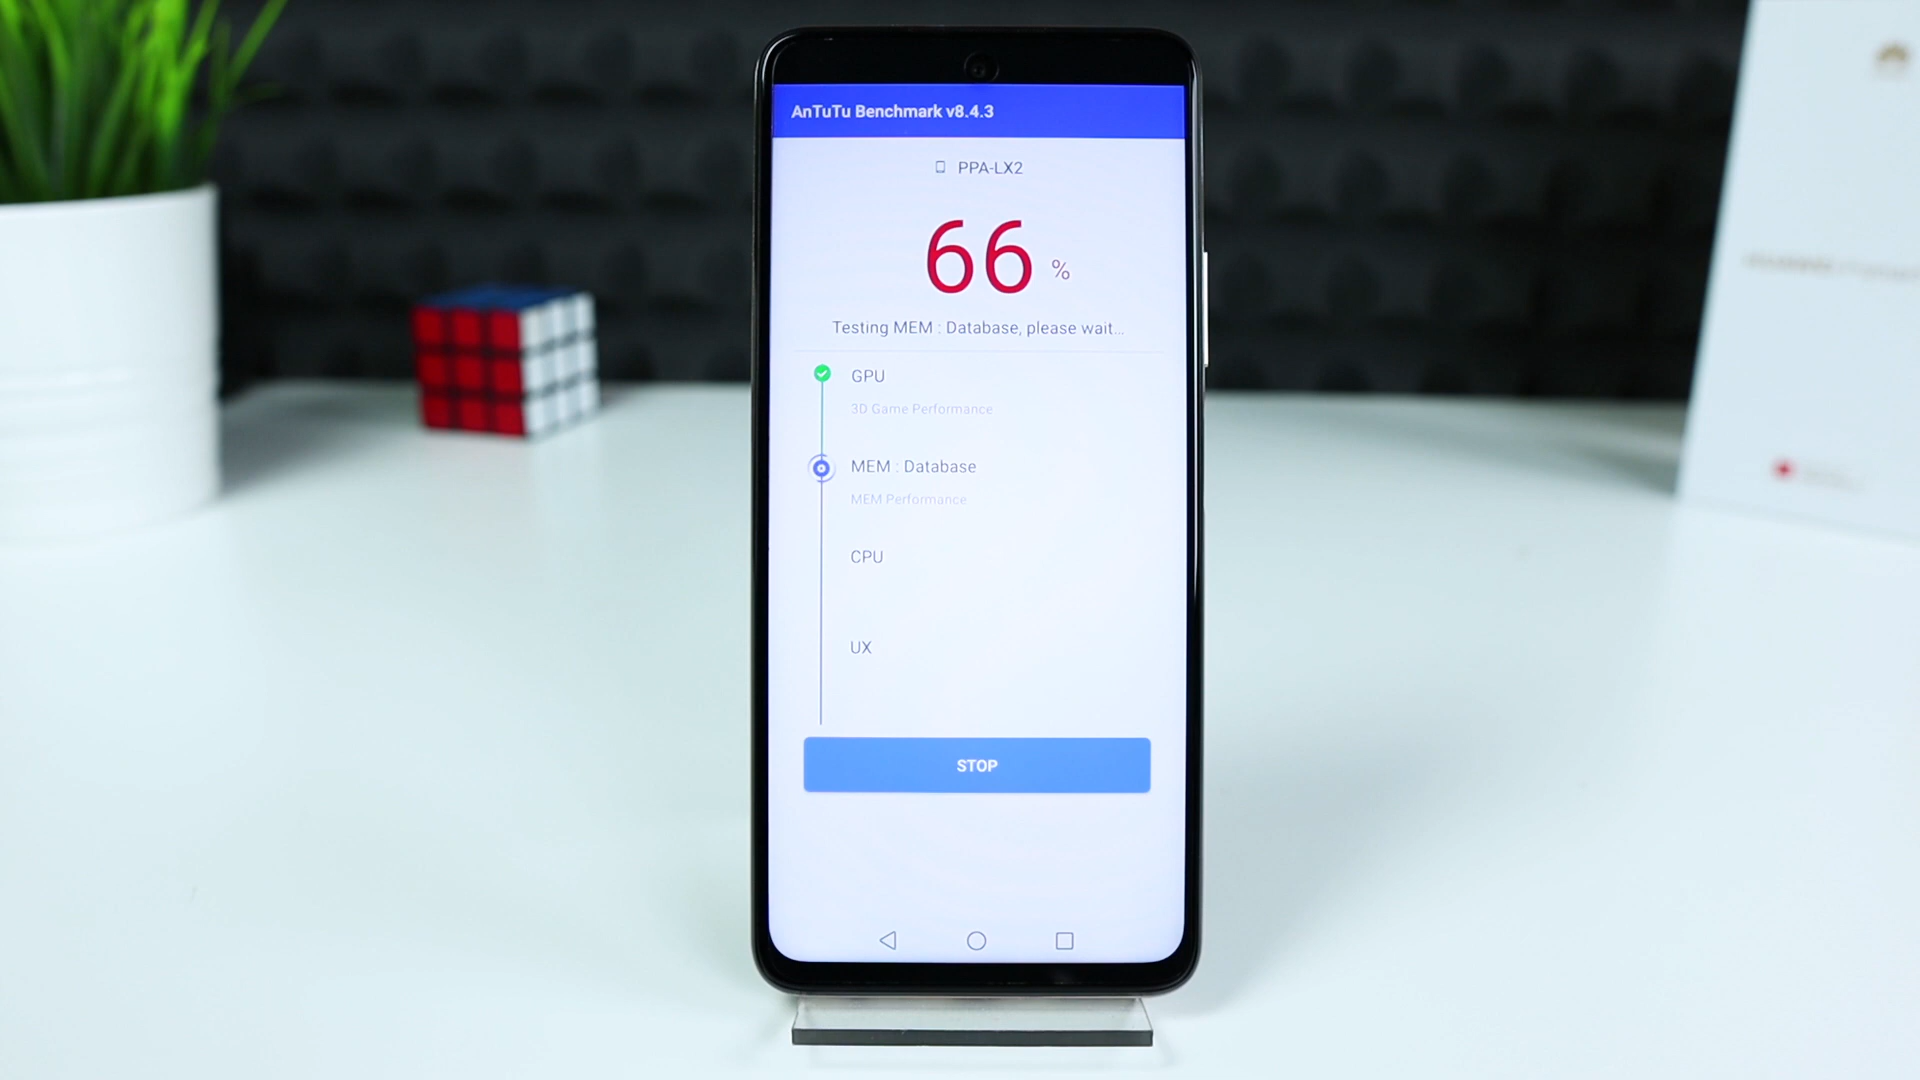 AnTuTu Benchmark v8.4.3
PPA-LX2
66 %
Testing MEM : Database, please wait...
GPU
3D Game Performance
MEM : Database
MEM Performance
CPU
UX
STOP